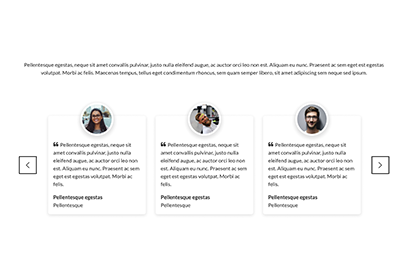 Pellentesque egestas, neque sit amet convallis pulvinar, justo nulla eleifend augue, ac auctor orci leo non est. Aliquam eu nunc. Praesent ac sem eget est egestas
volutpat. Morbi ac felis. Maecenas tempus, tellus eget condimentum rhoncus, sem quam semper libero, sit amet adipiscing sem neque sed ipsum.
❝ Pellentesque egestas, neque sit
amet convallis pulvinar, justo nulla
eleifend augue, ac auctor orci leo non
est. Aliquam eu nunc. Praesent ac sem
eget est egestas volutpat. Morbi ac
felis.
Pellentesque egestas
Pellentesque
❝ Pellentesque egestas, neque sit
amet convallis pulvinar, justo nulla
eleifend augue, ac auctor orci leo non
est. Aliquam eu nunc. Praesent ac sem
eget est egestas volutpat. Morbi ac
felis.
Pellentesque egestas
Pellentesque
❝ Pellentesque egestas, neque sit
amet convallis pulvinar, justo nulla
eleifend augue, ac auctor orci leo non
est. Aliquam eu nunc. Praesent ac sem
eget est egestas volutpat. Morbi ac
felis.
Pellentesque egestas
Pellentesque